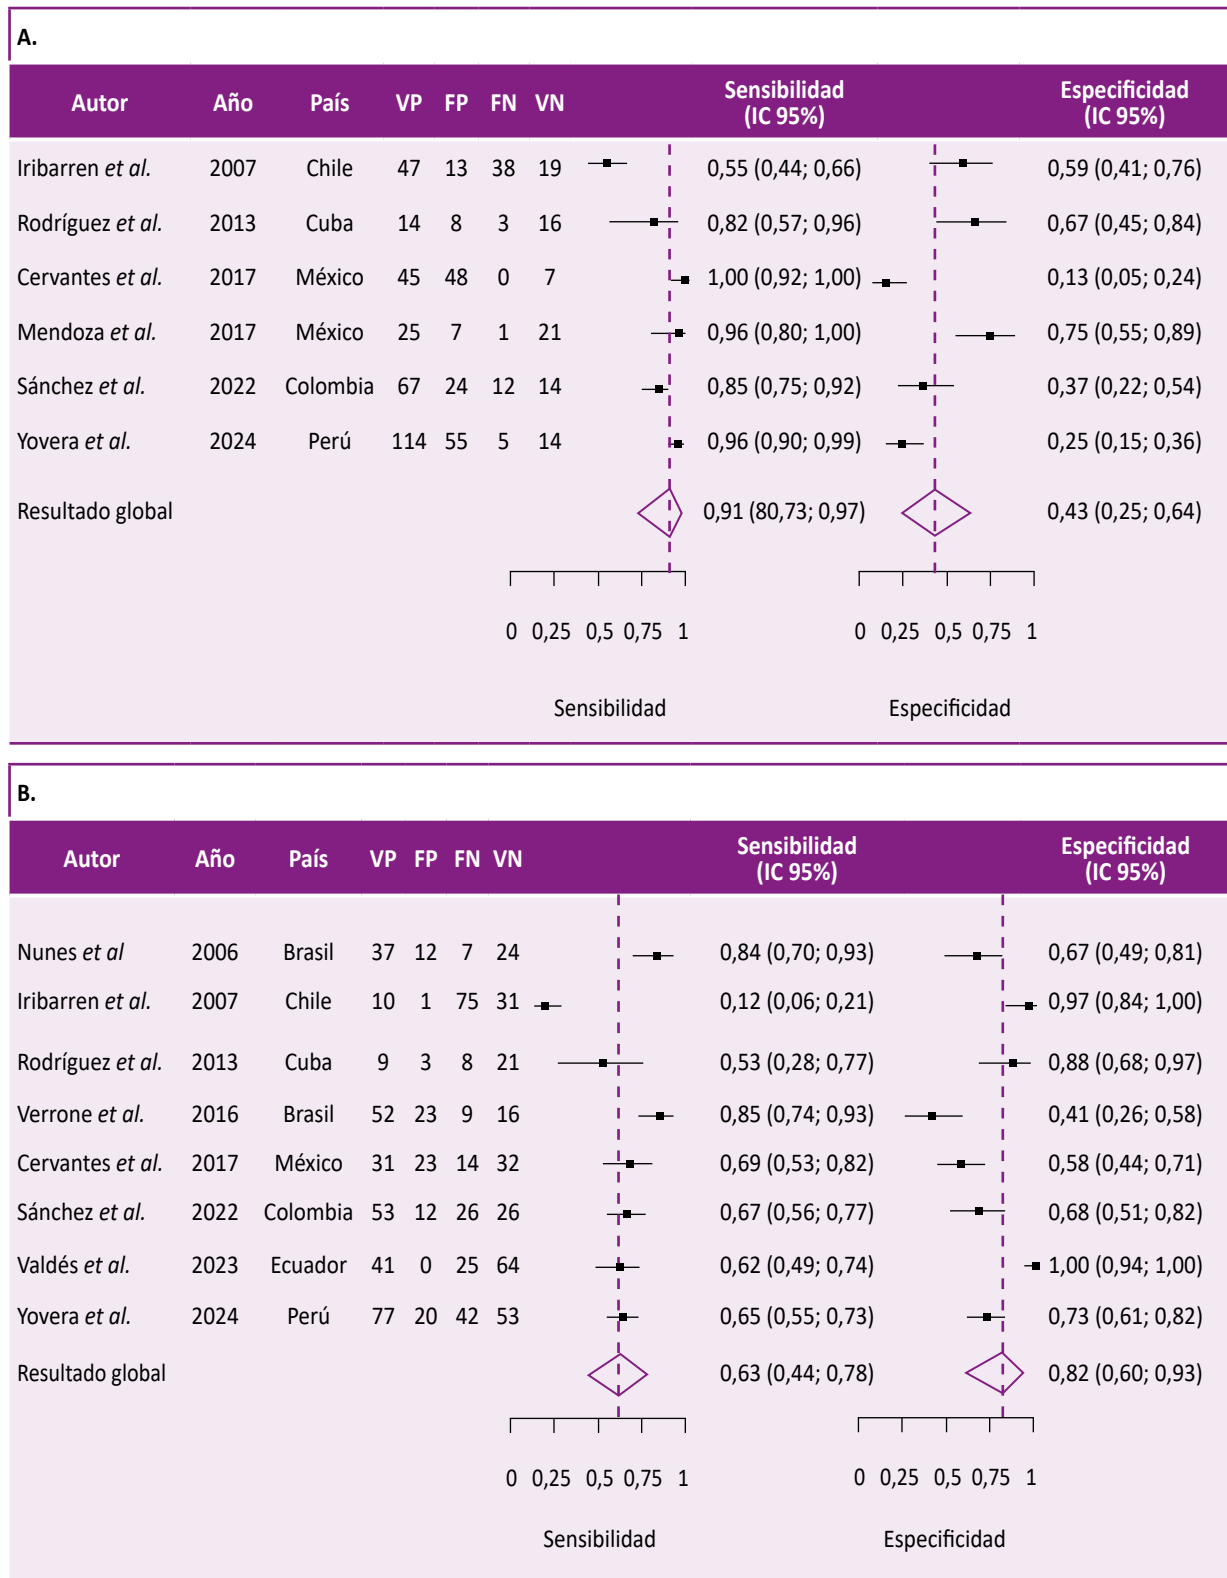 A.
Autor Año País VP FP FN VN Sensibilidad (IC 95%) Especificidad (IC 95%)
Iribarren et al. 2007 Chile 47 13 38 19 0,55 (0,44; 0,66) 0,59 (0,41; 0,76)
Rodríguez et al. 2013 Cuba 14 8 3 16 0,82 (0,57; 0,96) 0,67 (0,45; 0,84)
Cervantes et al. 2017 México 45 48 0 7 1,00 (0,92; 1,00) 0,13 (0,05; 0,24)
Mendoza et al. 2017 México 25 7 1 21 0,96 (0,80; 1,00) 0,75 (0,55; 0,89)
Sánchez et al. 2022 Colombia 67 24 12 14 0,85 (0,75; 0,92) 0,37 (0,22; 0,54)
Yovera et al. 2024 Perú 114 55 5 14 0,96 (0,90; 0,99) 0,25 (0,15; 0,36)
Resultado global 0,91 (80,73; 0,97) 0,43 (0,25; 0,64)
0 0,25 0,5 0,75 1 0 0,25 0,5 0,75 1
Sensibilidad Especificidad
B.
Autor Año País VP FP FN VN Sensibilidad (IC 95%) Especificidad (IC 95%)
Nunes et al 2006 Brasil 37 12 7 24 0,84 (0,70; 0,93) 0,67 (0,49; 0,81)
Iribarren et al. 2007 Chile 10 1 75 31 0,12 (0,06; 0,21) 0,97 (0,84; 1,00)
Rodríguez et al. 2013 Cuba 9 3 8 21 0,53 (0,28; 0,77) 0,88 (0,68; 0,97)
Verrone et al. 2016 Brasil 52 23 9 16 0,85 (0,74; 0,93) 0,41 (0,26; 0,58)
Cervantes et al. 2017 México 31 23 14 32 0,69 (0,53; 0,82) 0,58 (0,44; 0,71)
Sánchez et al. 2022 Colombia 53 12 26 26 0,67 (0,56; 0,77) 0,68 (0,51; 0,82)
Valdés et al. 2023 Ecuador 41 0 25 64 0,62 (0,49; 0,74) 1,00 (0,94; 1,00)
Yovera et al. 2024 Perú 77 20 42 53 0,65 (0,55; 0,73) 0,73 (0,61; 0,82)
Resultado global 0,63 (0,44; 0,78) 0,82 (0,60; 0,93)
0 0,25 0,5 0,75 1 0 0,25 0,5 0,75 1
Sensibilidad Especificidad